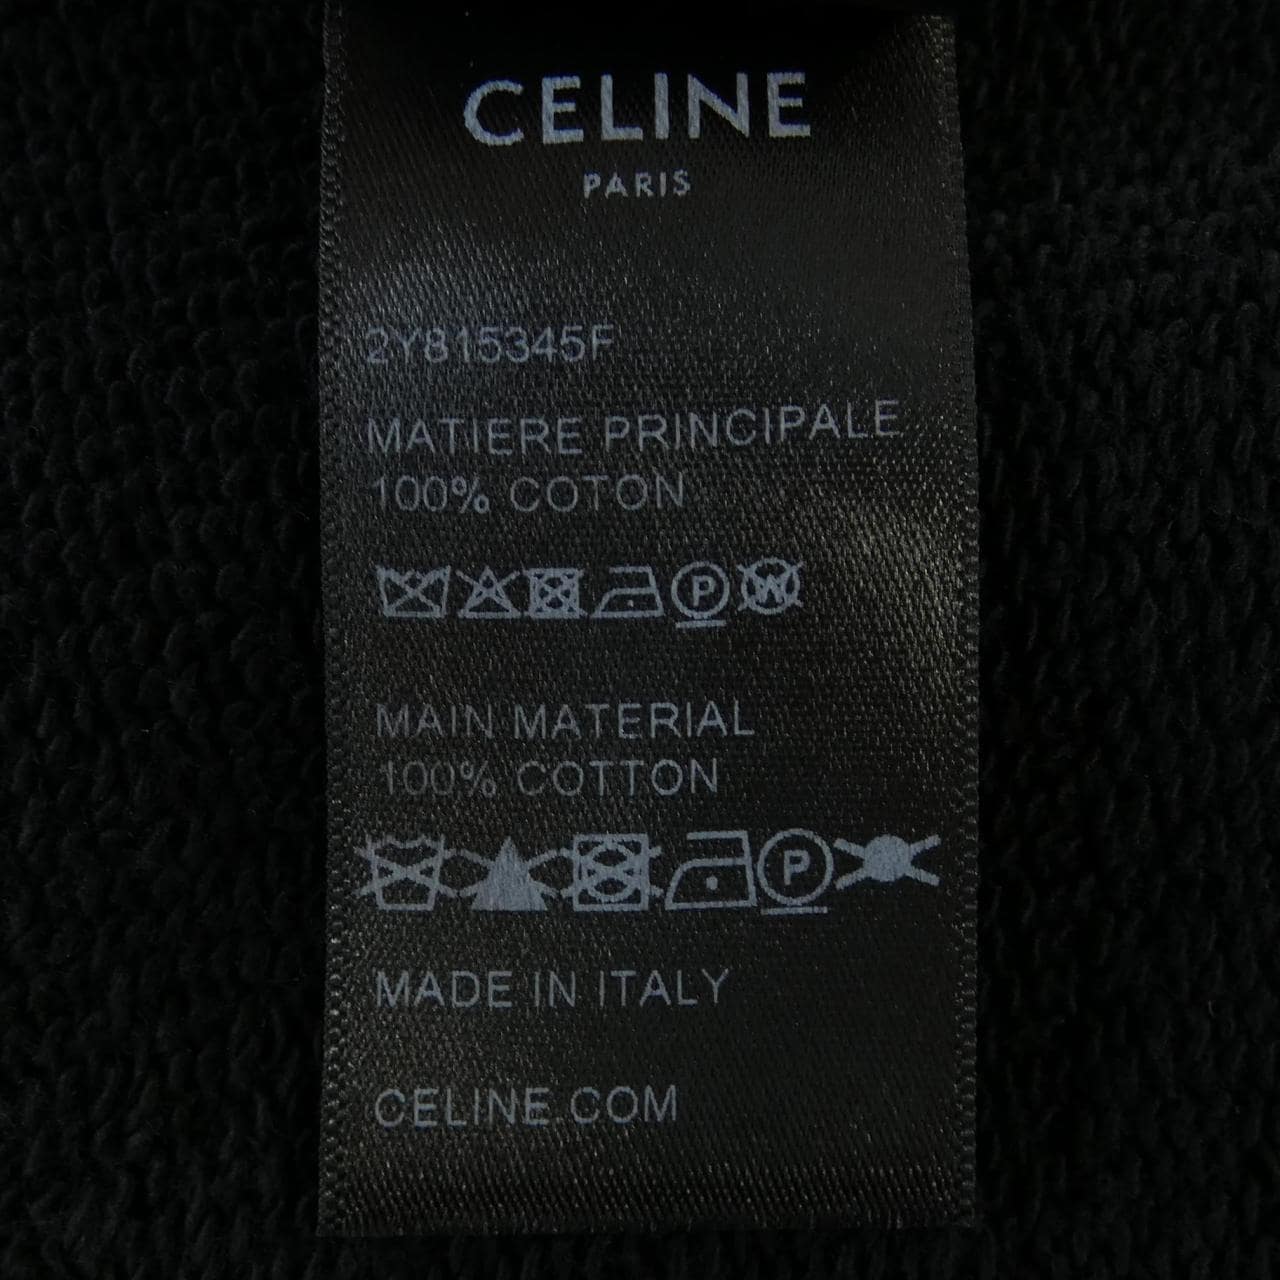 CELINE
PARIS
2Y815345F
MATIERE PRINCIPALE
100% COTON
P W
MAIN MATERIAL
100% COTTON
P
MADE IN ITALY
CELINE.COM